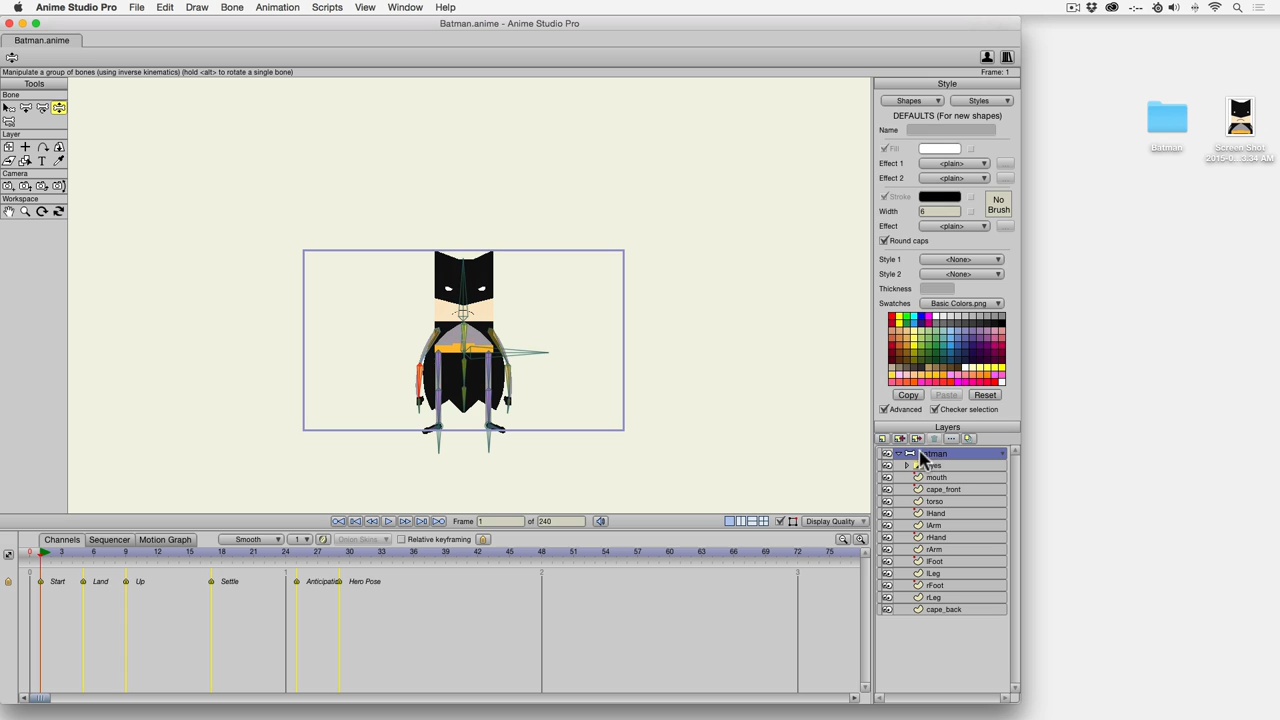 Anime Studio Pro File Edit Draw Bone Animation Scripts View Window Help
Batman.anime - Anime Studio Pro
Batman.anime
Manipulate a group of bones (using inverse kinematics) (hold <alt> to rotate a single bone) Frame: 1
Tools
Bone
Layer
Camera
Workspace
Style
Shapes Styles
DEFAULTS (For new shapes)
Name
Fill
Effect 1 <plain> ...
Effect 2 <plain> ...
Stroke
No Brush
Width 6
Effect <plain> ...
Round caps
Style 1 <None>
Style 2 <None>
Thickness
Swatches Basic Colors.png
Copy Paste Reset
Advanced Checker selection
Layers
mouth
cape_front
torso
lHand
lArm
rHand
rArm
lFoot
lLeg
rFoot
rLeg
cape_back
Frame 1 of 240 Display Quality
Channels Sequencer Motion Graph Smooth 1 Onion Skins Relative keyframing
0 3 6 9 12 15 18 21 24 27 30 33 36 39 42 45 48 51 54 57 60 63 66 69 72 75
0 1 2 3
Start Land Up Settle Hero Pose
Batman
Screen Shot
2015-0...3.34 AM